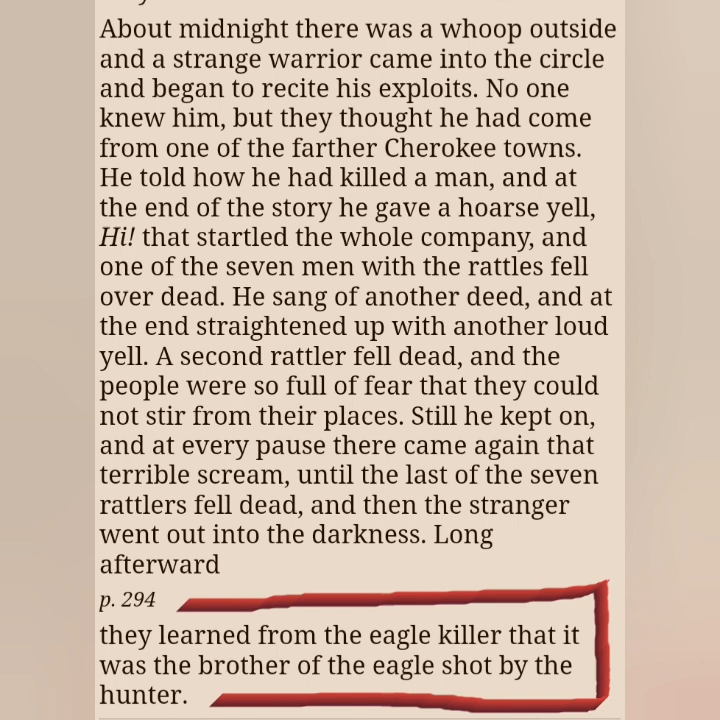 About midnight there was a whoop outside
and a strange warrior came into the circle
and began to recite his exploits. No one
knew him, but they thought he had come
from one of the farther Cherokee towns.
He told how he had killed a man, and at
the end of the story he gave a hoarse yell,
Hi! that startled the whole company, and
one of the seven men with the rattles fell
over dead. He sang of another deed, and at
the end straightened up with another loud
yell. A second rattler fell dead, and the
people were so full of fear that they could
not stir from their places. Still he kept on,
and at every pause there came again that
terrible scream, until the last of the seven
rattlers fell dead, and then the stranger
went out into the darkness. Long
afterward
p. 294
they learned from the eagle killer that it
was the brother of the eagle shot by the
hunter.